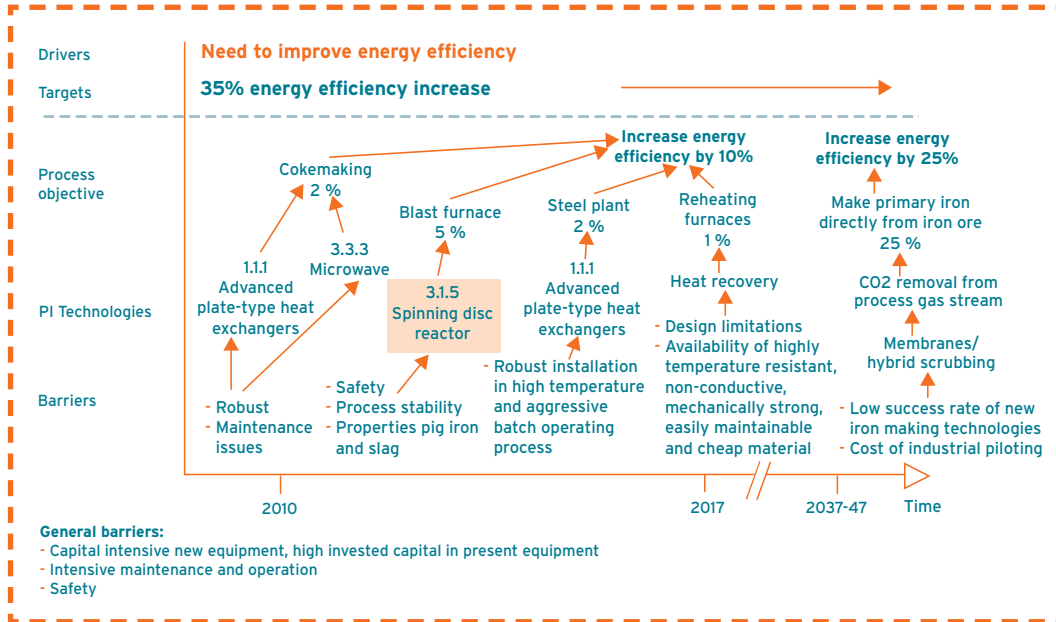 Drivers
Need to improve energy efficiency
Targets
35% energy efficiency increase
Process
objective
Cokemaking
2 %
Blast furnace
5 %
Steel plant
2 %
Increase energy
efficiency by 10%
Reheating
furnaces
1 %
Increase energy
efficiency by 25%
Make primary iron
directly from iron ore
25 %
PI Technologies
1.1.1
Advanced
plate-type heat
exchangers
3.3.3
Microwave
3.1.5
Spinning disc
reactor
1.1.1
Advanced
plate-type heat
exchangers
Heat recovery
CO2 removal from
process gas stream
Membranes/
hybrid scrubbing
Barriers
- Robust
- Maintenance
issues
- Safety
- Process stability
- Properties pig iron
and slag
- Robust installation
in high temperature
and aggressive
batch operating
process
- Design limitations
- Availability of highly
temperature resistant,
non-conductive,
mechanically strong,
easily maintainable
and cheap material
- Low success rate of new
iron making technologies
- Cost of industrial piloting
2010
2017
2037-47
Time
General barriers:
- Capital intensive new equipment, high invested capital in present equipment
- Intensive maintenance and operation
- Safety